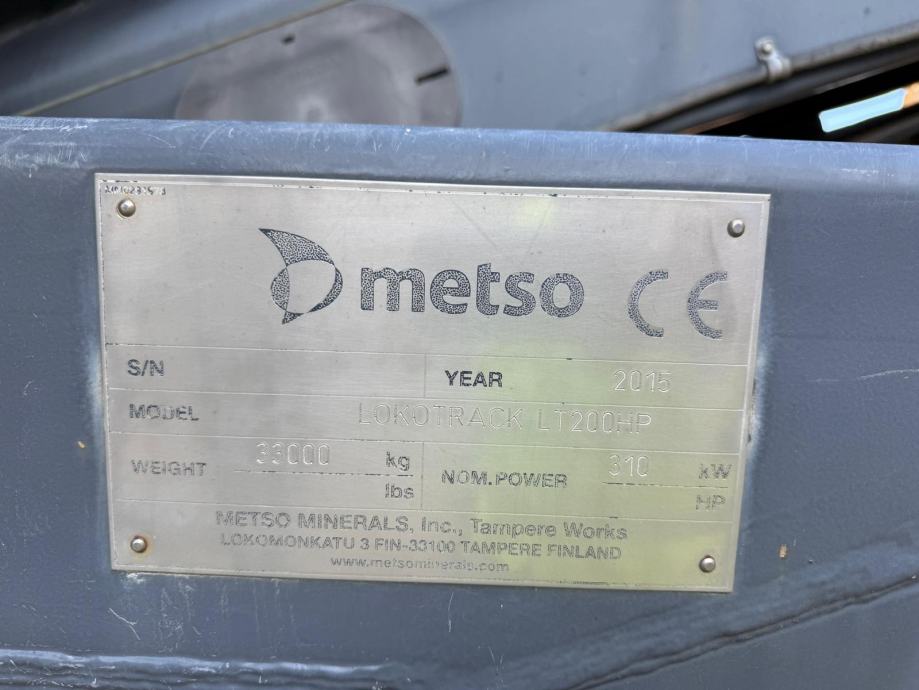 metso CE
S/N YEAR 2015
MODEL LOKOTRACK LT200HP
WEIGHT 33000 kg NOM.POWER 310 kW
lbs HP
METSO MINERALS, Inc., Tampere Works
LOKOMONKATU 3 FIN-33100 TAMPERE FINLAND
www.metsominerals.com